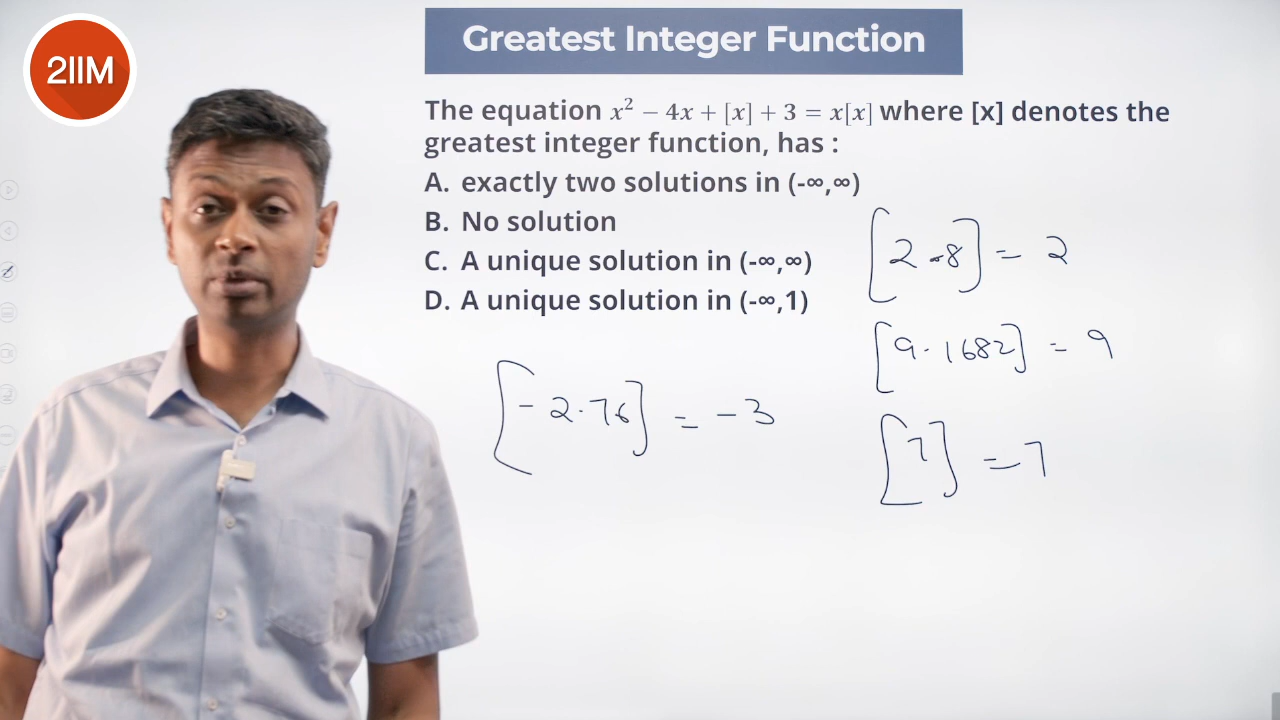 2IIM
Greatest Integer Function
The equation x² − 4x + [x] + 3 = x[x] where [x] denotes the
greatest integer function, has :
A. exactly two solutions in (-∞,∞)
B. No solution
C. A unique solution in (-∞,∞)
D. A unique solution in (-∞,1)
[2.8] = 2
[9.1682] = 9
[-2.76] = -3
[7] = 7